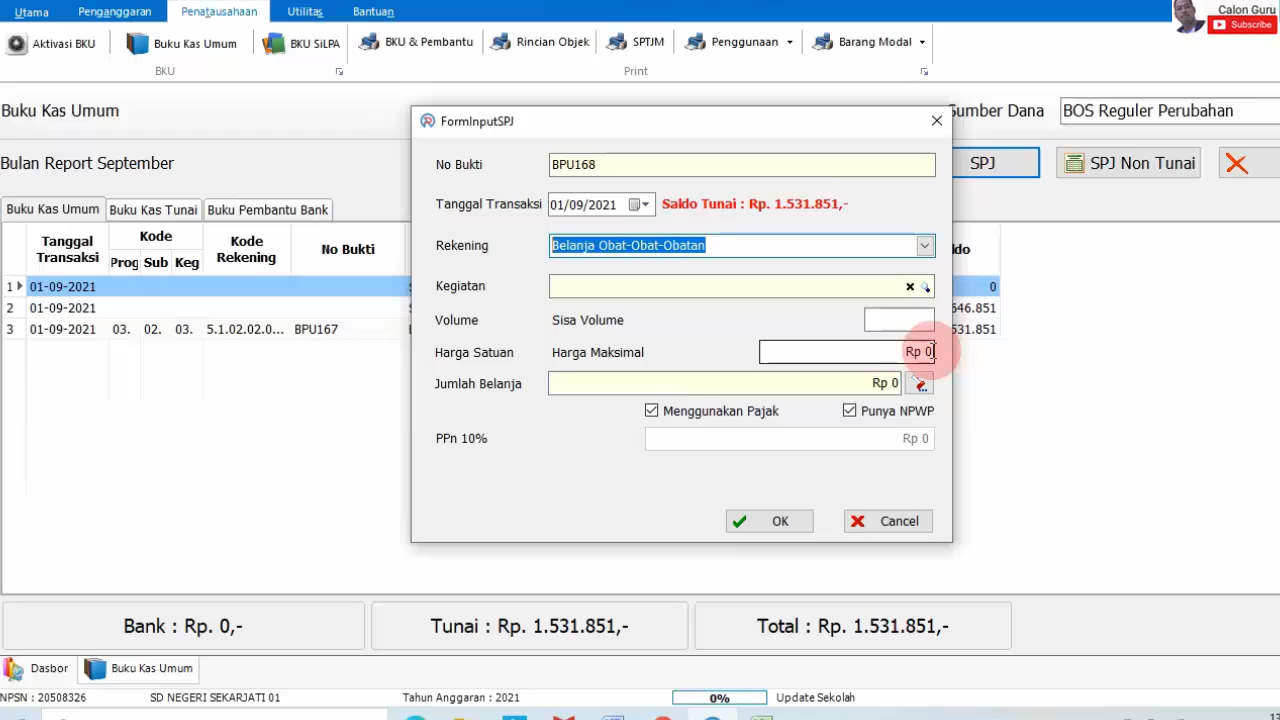 Utama Penganggaran Penatausahaan Utilitas Bantuan
Calon Guru
Subscribe
Aktivasi BKU Buku Kas Umum BKU SiLPA BKU & Pembantu Rincian Objek SPTJM Penggunaan Barang Modal
BKU Print
Buku Kas Umum
Sumber Dana BOS Reguler Perubahan
Bulan Report September
SPJ SPJ Non Tunai
Buku Kas Umum Buku Kas Tunai Buku Pembantu Bank
Tanggal Transaksi Kode Prog Sub Keg Kode Rekening No Bukti
1 01-09-2021 0
2 01-09-2021 546.851
3 01-09-2021 03. 02. 03. 5.1.02.02.0... BPU167 531.851
FormInputSPJ
No Bukti BPU168
Tanggal Transaksi 01/09/2021 Saldo Tunai : Rp. 1.531.851,-
Rekening Belanja Obat-Obat-Obatan
Kegiatan
Volume Sisa Volume
Harga Satuan Harga Maksimal Rp 0
Jumlah Belanja Rp 0
Menggunakan Pajak Punya NPWP
PPn 10% Rp 0
OK Cancel
Bank : Rp. 0,- Tunai : Rp. 1.531.851,- Total : Rp. 1.531.851,-
Dasbor Buku Kas Umum
NPSN : 20508326 SD NEGERI SEKARJATI 01 Tahun Anggaran : 2021 0% Update Sekolah